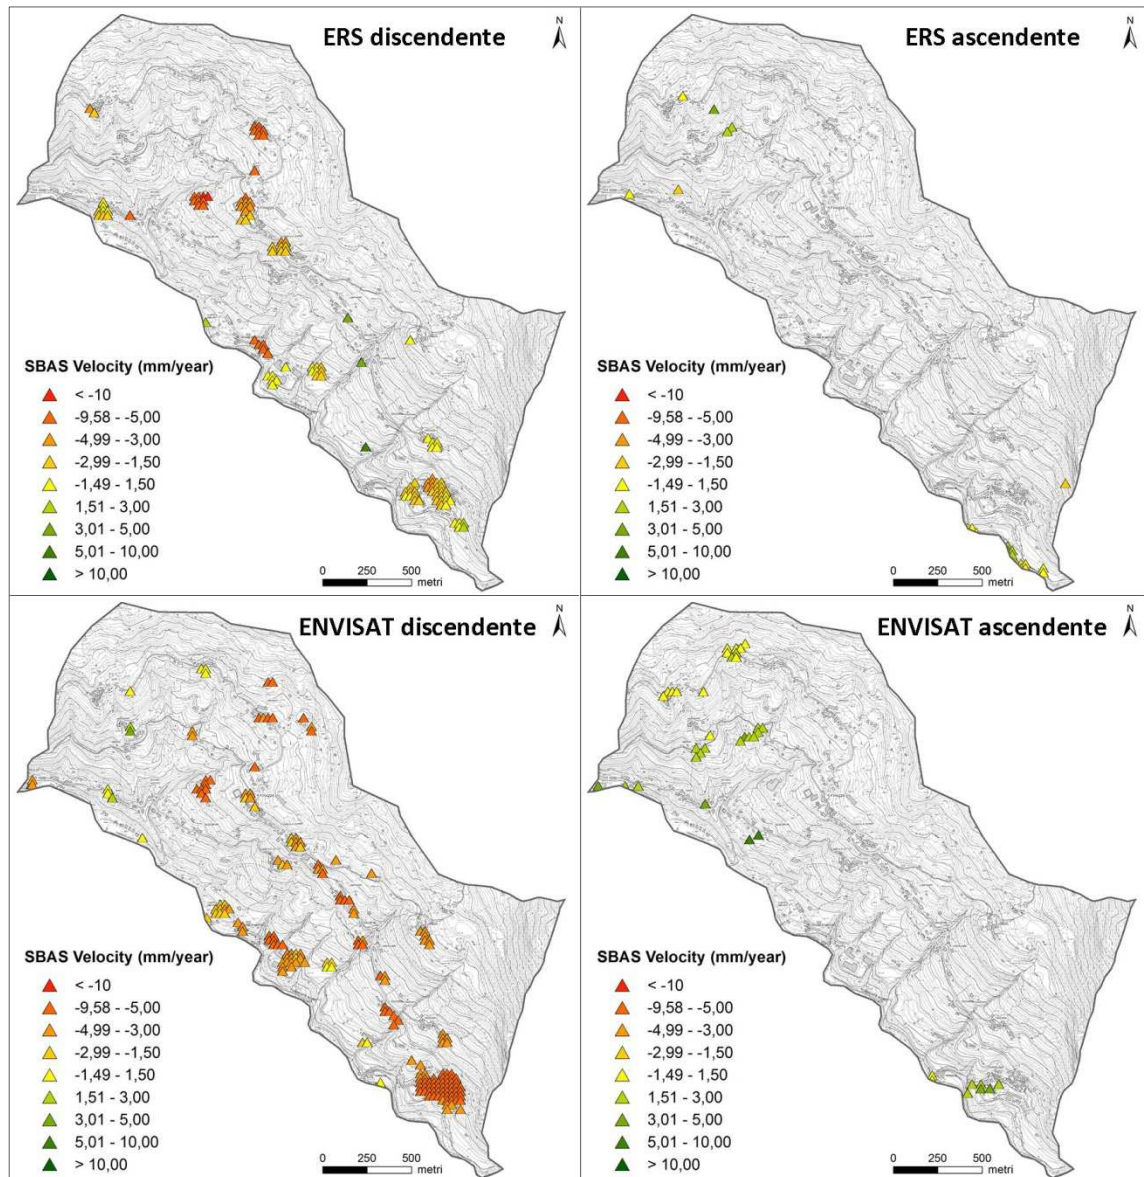 ERS discendente
N
SBAS Velocity (mm/year)
< -10
-9,58 - -5,00
-4,99 - -3,00
-2,99 - -1,50
-1,49 - 1,50
1,51 - 3,00
3,01 - 5,00
5,01 - 10,00
> 10,00
0 250 500
metri
ERS ascendente
N
SBAS Velocity (mm/year)
< -10
-9,58 - -5,00
-4,99 - -3,00
-2,99 - -1,50
-1,49 - 1,50
1,51 - 3,00
3,01 - 5,00
5,01 - 10,00
> 10,00
0 250 500
metri
ENVISAT discendente
N
SBAS Velocity (mm/year)
< -10
-9,58 - -5,00
-4,99 - -3,00
-2,99 - -1,50
-1,49 - 1,50
1,51 - 3,00
3,01 - 5,00
5,01 - 10,00
> 10,00
0 250 500
metri
ENVISAT ascendente
N
SBAS Velocity (mm/year)
< -10
-9,58 - -5,00
-4,99 - -3,00
-2,99 - -1,50
-1,49 - 1,50
1,51 - 3,00
3,01 - 5,00
5,01 - 10,00
> 10,00
0 250 500
metri